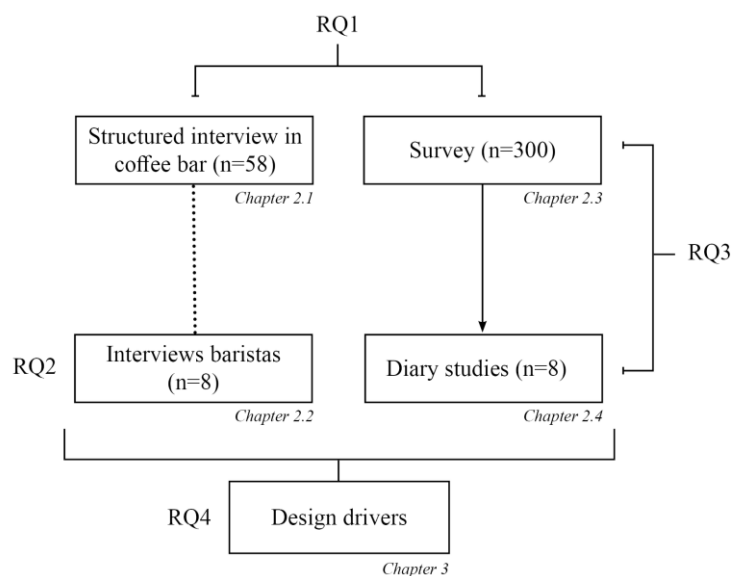 RQ1
Structured interview in
coffee bar (n=58)
Chapter 2.1
Survey (n=300)
Chapter 2.3
RQ3
RQ2
Interviews baristas
(n=8)
Chapter 2.2
Diary studies (n=8)
Chapter 2.4
RQ4
Design drivers
Chapter 3